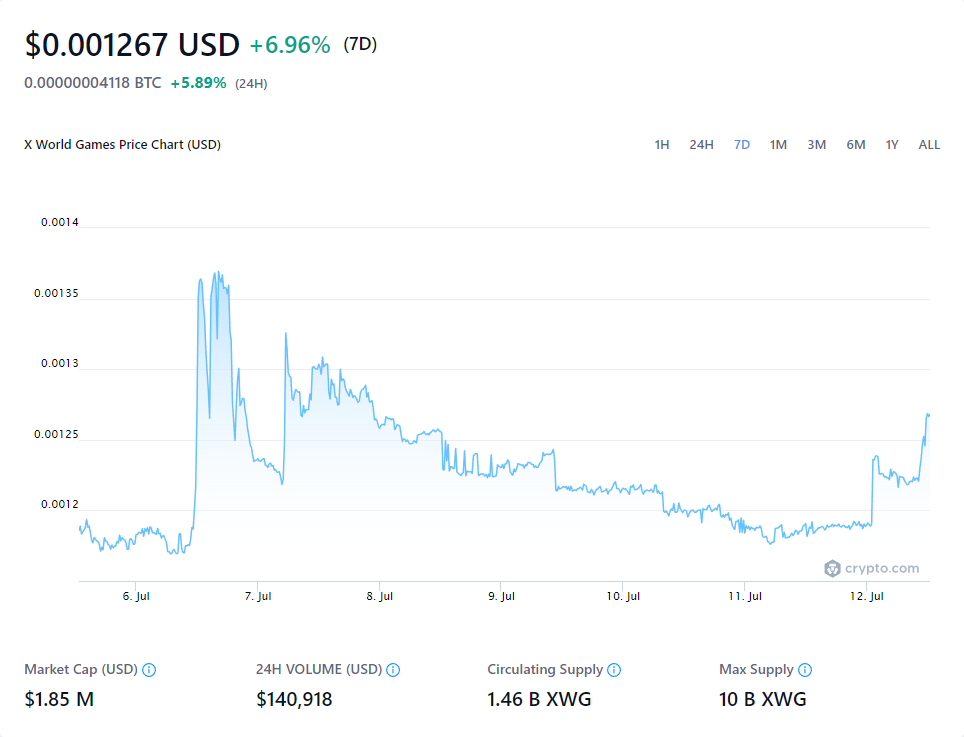 $0.001267 USD +6.96% (7D)
0.00000004118 BTC +5.89% (24H)
X World Games Price Chart (USD)
1H 24H 7D 1M 3M 6M 1Y ALL
0.0014
0.00135
0.0013
0.00125
0.0012
crypto.com
6. Jul 7. Jul 8. Jul 9. Jul 10. Jul 11. Jul 12. Jul
Market Cap (USD) 24H VOLUME (USD) Circulating Supply Max Supply
$1.85 M $140,918 1.46 B XWG 10 B XWG